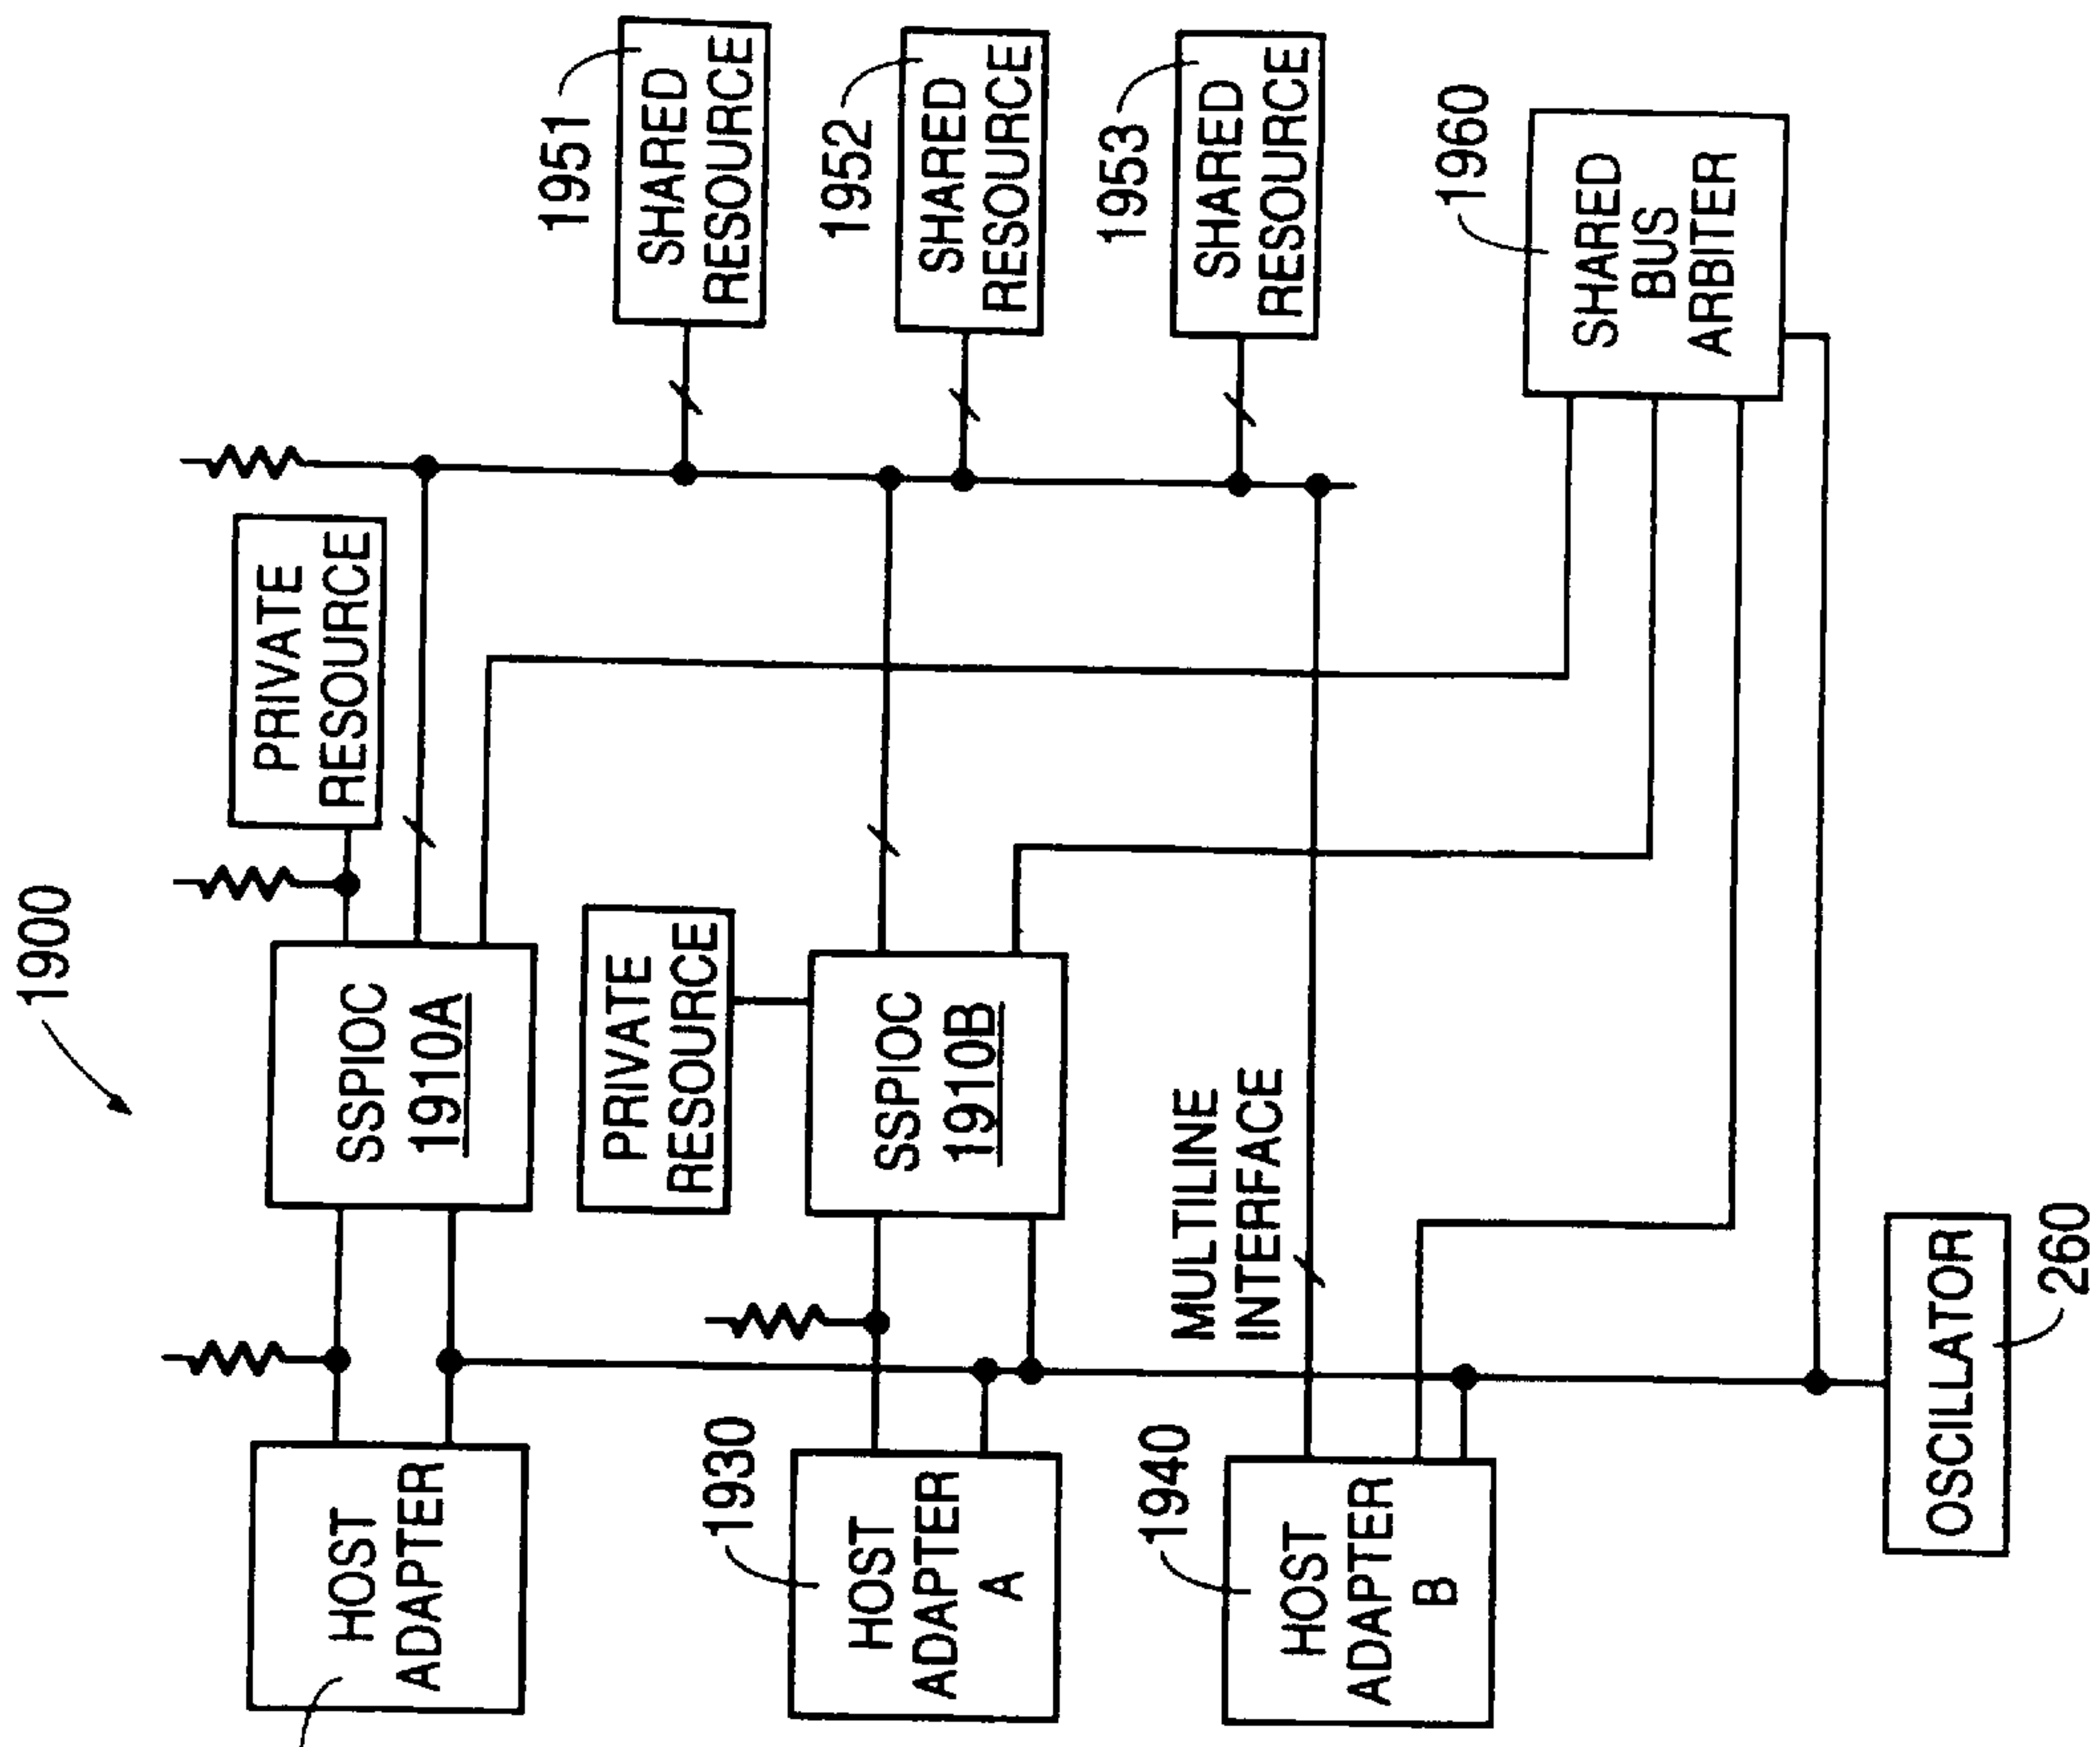 1900
HOST
ADAPTER
SSPIOC
1910A
PRIVATE
RESOURCE
1951
SHARED
RESOURCE
1930
HOST
ADAPTER
A
PRIVATE
RESOURCE
SSPIOC
1910B
1952
SHARED
RESOURCE
1940
HOST
ADAPTER
B
MULTILINE
INTERFACE
1953
SHARED
RESOURCE
1960
SHARED
BUS
ARBITER
OSCILLATOR
260